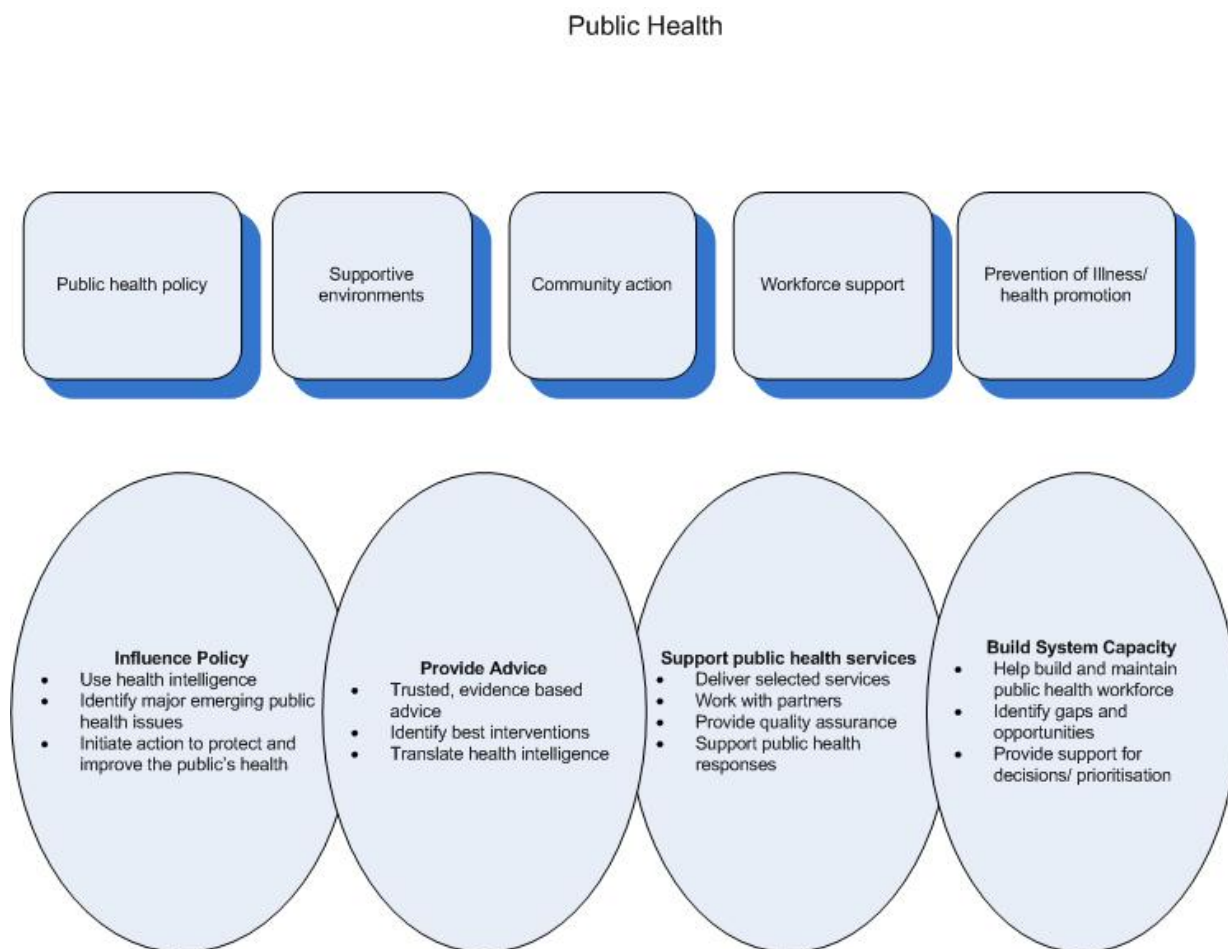 Public Health
Public health policy
Supportive
environments
Community action
Workforce support
Prevention of Illness/
health promotion
Influence Policy
• Use health intelligence
• Identify major emerging public
health issues
• Initiate action to protect and
improve the public's health
Provide Advice
• Trusted, evidence based
advice
• Identify best interventions
• Translate health intelligence
Support public health services
• Deliver selected services
• Work with partners
• Provide quality assurance
• Support public health
responses
Build System Capacity
• Help build and maintain
public health workforce
• Identify gaps and
opportunities
• Provide support for
decisions/ prioritisation